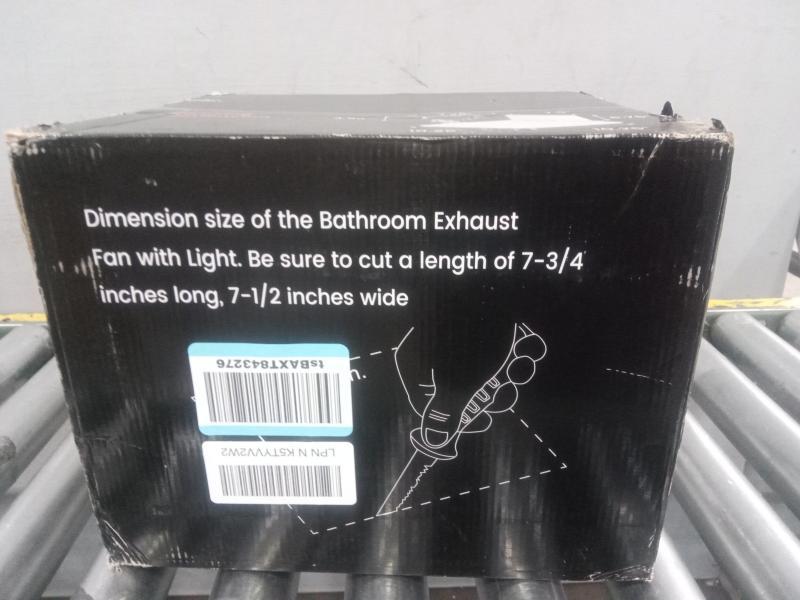 Dimension size of the Bathroom Exhaust
Fan with Light. Be sure to cut a length of 7-3/4
inches long, 7-1/2 inches wide
tsBAXT843276
LPN N K5TYVV2W2